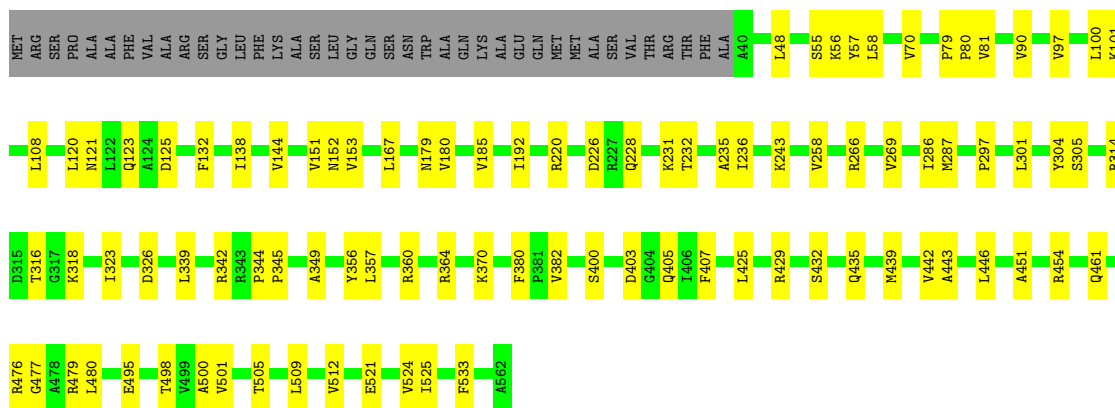 MET ARG SER PRO ALA ALA PHE VAL ALA ARG SER GLY LEU PHE LYS ALA SER LEU GLY GLN SER ASN TRP ALA GLN LYS ALA GLU GLN MET MET ALA SER VAL THR ARG THR PHE ALA A40 L48 S55 K56 Y57 L58 V70 P79 P80 V81 V90 V97 L100 K101
L108 L120 N121 L122 Q123 A124 D125 F132 I138 V144 V151 N152 V153 L167 N179 V180 V185 I192 R220 D226 R227 Q228 K231 T232 A235 I236 K243 V258 R266 V269 I286 M287 P297 L301 Y304 S305
D315 T316 G317 K318 I323 D326 L339 R342 R343 P344 P345 A349 Y356 L357 R360 R364 K370 F380 P381 V382 S400 D403 G404 Q405 I406 F407 L425 R429 S432 Q435 M439 V442 A443 L446 A451 R454 Q461
R476 G477 A478 R479 L480 E495 T498 V499 A500 V501 T505 L509 V512 E521 V524 I525 F533 A562